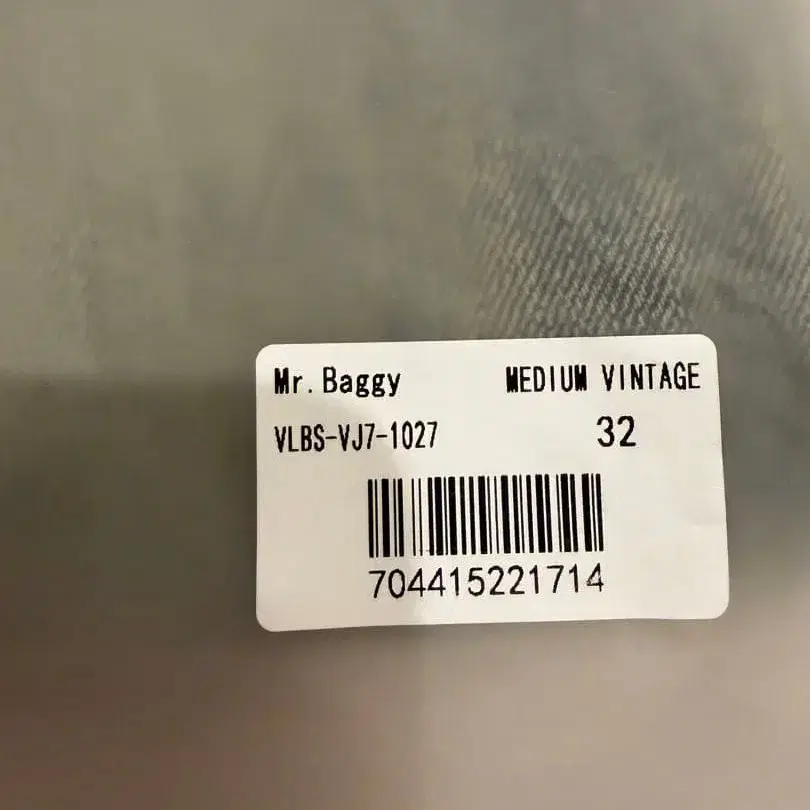 Mr. Baggy MEDIUM VINTAGE
VLBS-VJ7-1027 32
704415221714